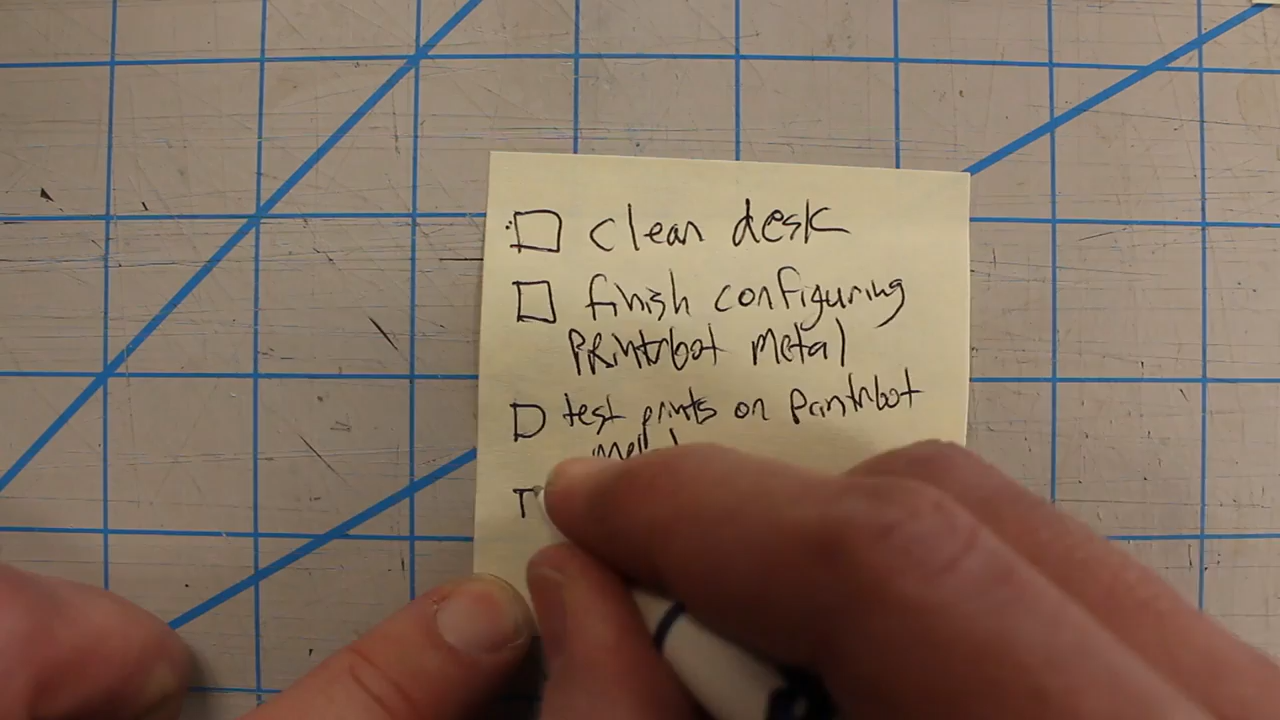 clean desk
finish configuring
Printrbot Metal
test prints on Printrbot